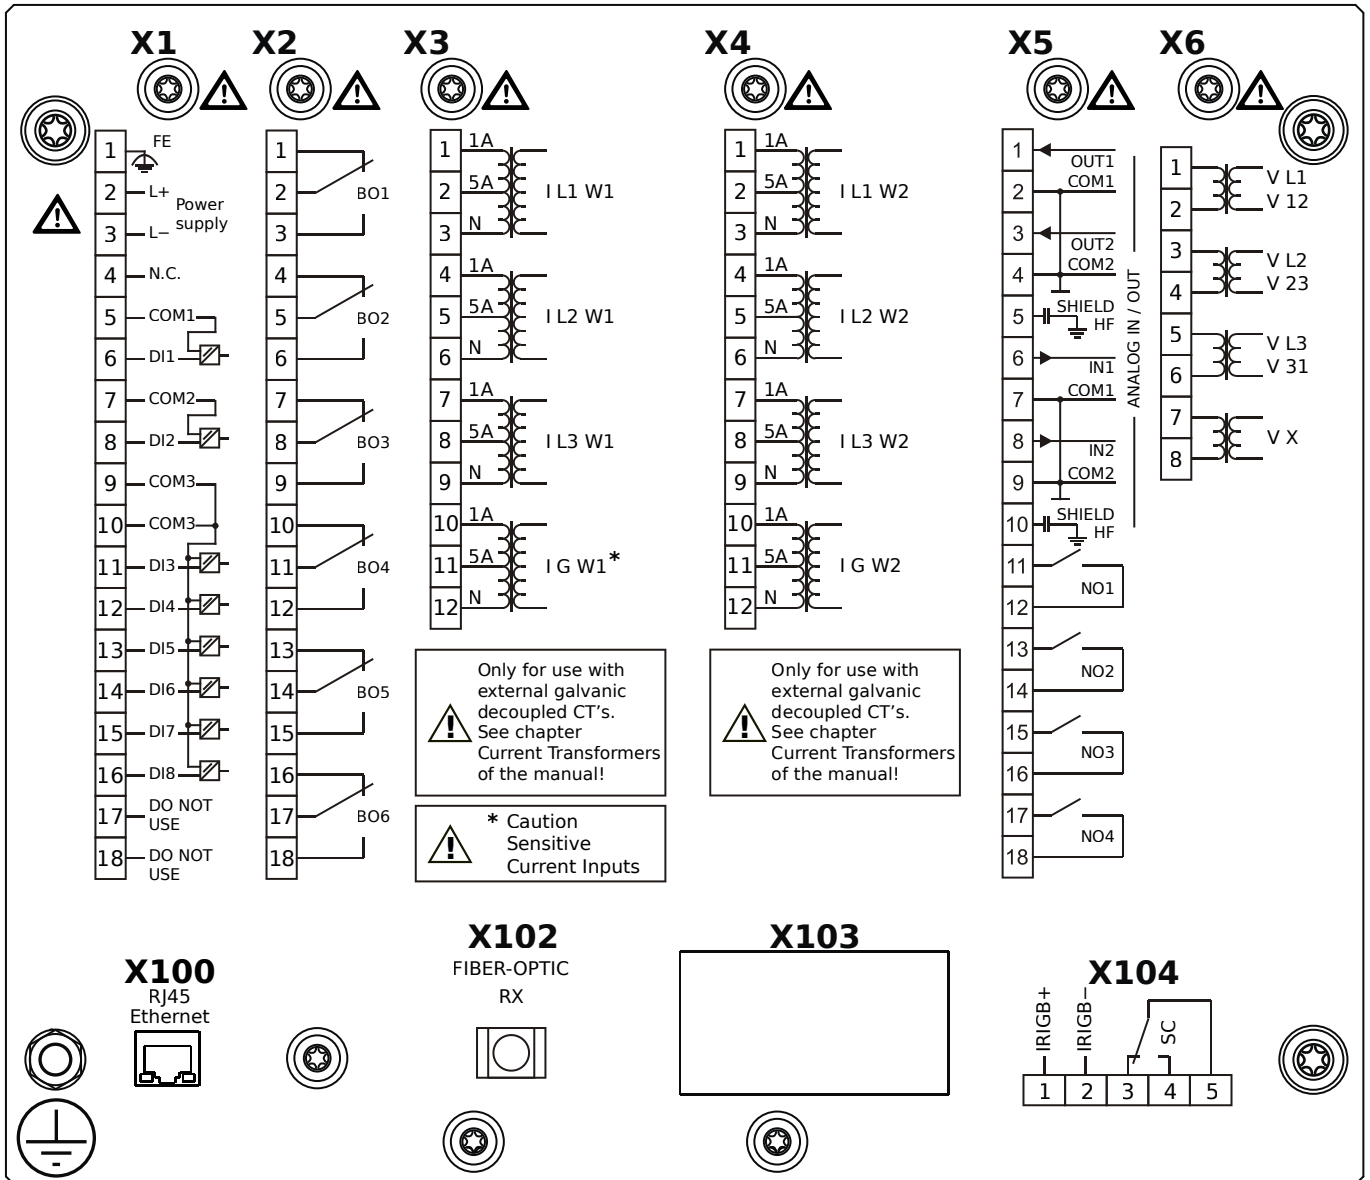 X1 X2 X3 X4 X5 X6
X1
1 FE
2 L+ Power
3 L− supply
4 N.C.
5 COM1
6 DI1
7 COM2
8 DI2
9 COM3
10 COM3
11 DI3
12 DI4
13 DI5
14 DI6
15 DI7
16 DI8
17 DO NOT
USE
18 DO NOT
USE
1
2 BO1
3
4
5 BO2
6
7
8 BO3
9
10
11 BO4
12
13
14 BO5
15
16
17 BO6
18
1 1A
2 5A I L1 W1
3 N
4 1A
5 5A I L2 W1
6 N
7 1A
8 5A I L3 W1
9 N
10 1A
11 5A I G W1*
12 N
Only for use with
external galvanic
decoupled CT's.
See chapter
Current Transformers
of the manual!
* Caution
Sensitive
Current Inputs
1 1A
2 5A I L1 W2
3 N
4 1A
5 5A I L2 W2
6 N
7 1A
8 5A I L3 W2
9 N
10 1A
11 5A I G W2
12 N
Only for use with
external galvanic
decoupled CT's.
See chapter
Current Transformers
of the manual!
1 OUT1
2 COM1
3 OUT2
4 COM2
5 SHIELD
HF
6 IN1
7 COM1
8 IN2
9 COM2
10 SHIELD
HF
ANALOG IN / OUT
11
NO1
12
13
NO2
14
15
NO3
16
17
NO4
18
1 V L1
2 V 12
3 V L2
4 V 23
5 V L3
6 V 31
7
V X
8
X100
RJ45
Ethernet
X102
FIBER-OPTIC
RX
X103
X104
IRIGB+
IRIGB−
SC
1 2 3 4 5